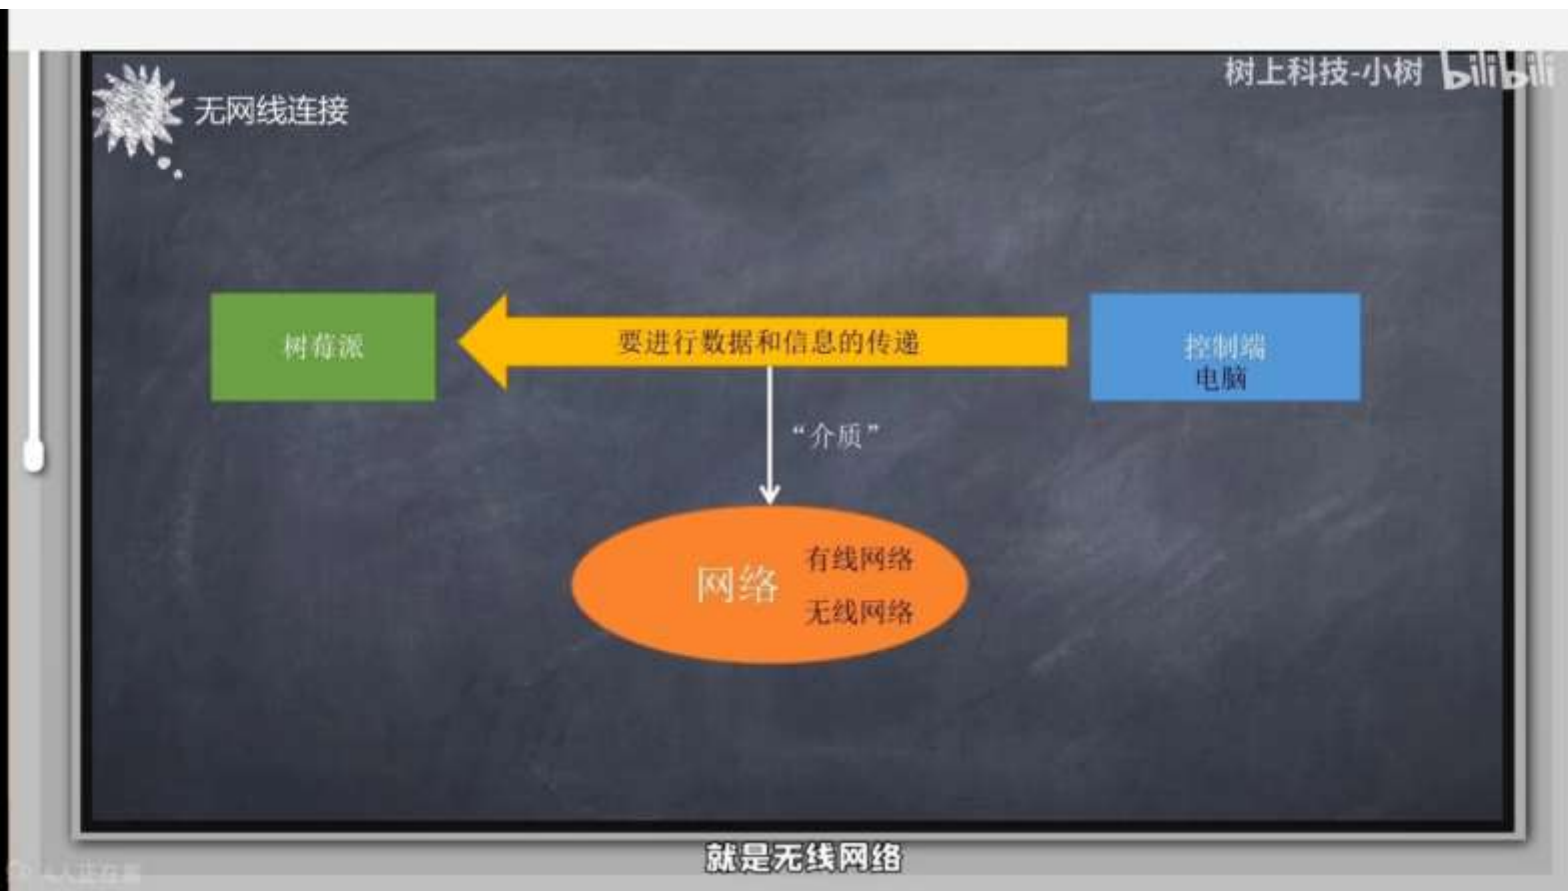 树上科技-小树 bilibili
无网线连接
树莓派
要进行数据和信息的传递
控制端
电脑
“介质”
网络
有线网络
无线网络
就是无线网络